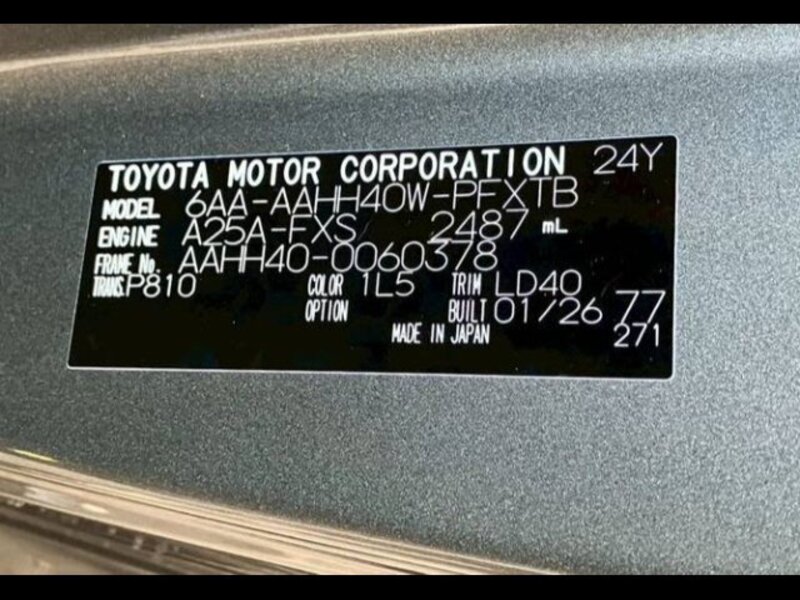 TOYOTA MOTOR CORPORATION 24Y
MODEL 6AA-AAHH40W-PFXTB
ENGINE A25A-FXS 2487 mL
FRAME No. AAHH40-0060378
TRANS. P810 COLOR 1L5 TRIM LD40
OPTION BUILT 01/26 77
MADE IN JAPAN 271